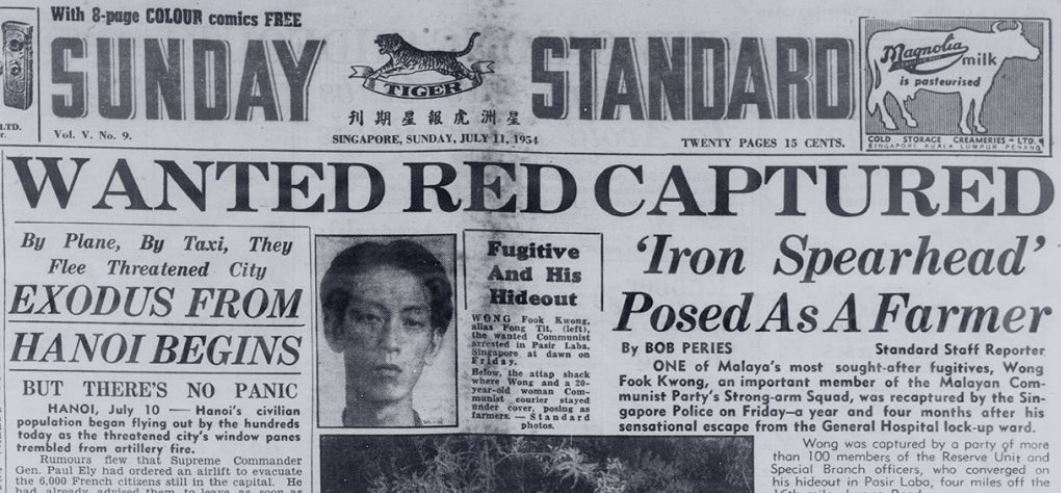 With 8-page COLOUR comics FREE
SUNDAY STANDARD
TIGER
刊期星報虎洲星
LTD.
Vol. V. No. 9.
SINGAPORE, SUNDAY, JULY 11, 1954
TWENTY PAGES 15 CENTS.
Magnolia
milk
is pasteurised
COLD STORAGE CREAMERIES - LTD.
SINGAPORE KUALA LUMPUR PENANG
WANTED RED CAPTURED
By Plane, By Taxi, They
Flee Threatened City
EXODUS FROM
HANOI BEGINS
BUT THERE'S NO PANIC
HANOI, July 10 — Hanoi's civilian
population began flying out by the hundreds
today as the threatened city's window panes
trembled from artillery fire.
Rumours flew that Supreme Commander
Gen. Paul Ely had ordered an airlift to evacuate
the 6,000 French citizens still in the capital. He
had already advised them to leave as soon as
Fugitive
And His
Hideout
WONG Fook Kwong,
alias Fong Tit, (left),
the wanted Communist
arrested in Pasir Laba,
Singapore at dawn on
Friday.
Below, the attap shack
where Wong and a 20-
year-old woman Com-
munist courier stayed
under cover, posing as
farmers. — Standard
photos.
'Iron Spearhead'
Posed As A Farmer
By BOB PERIES
Standard Staff Reporter
ONE of Malaya's most sought-after fugitives, Wong
Fook Kwong, an important member of the Malayan Com-
munist Party's Strong-arm Squad, was recaptured by the Sin-
gapore Police on Friday—a year and four months after his
sensational escape from the General Hospital lock-up ward.
Wong was captured by a party of more
than 100 members of the Reserve Unit and
Special Branch officers, who converged on
his hideout in Pasir Laba, four miles off the